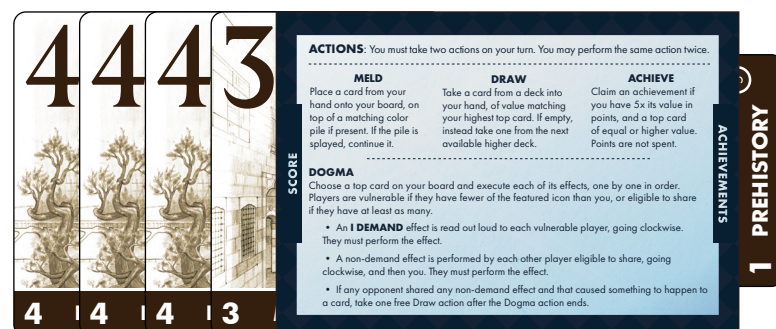 4 4 4 3
ACTIONS: You must take two actions on your turn. You may perform the same action twice.
MELD
Place a card from your
hand onto your board, on
top of a matching color
pile if present. If the pile is
splayed, continue it.
DRAW
Take a card from a deck into
your hand, of value matching
your highest top card. If empty,
instead take one from the next
available higher deck.
ACHIEVE
Claim an achievement if
you have 5x its value in
points, and a top card
of equal or higher value.
Points are not spent.
DOGMA
Choose a top card on your board and execute each of its effects, one by one in order.
Players are vulnerable if they have fewer of the featured icon than you, or eligible to share
if they have at least as many.
• An I DEMAND effect is read out loud to each vulnerable player, going clockwise.
They must perform the effect.
• A non-demand effect is performed by each other player eligible to share, going
clockwise, and then you. They must perform the effect.
• If any opponent shared any non-demand effect and that caused something to happen to
a card, take one free Draw action after the Dogma action ends.
SCORE
ACHIEVEMENTS
1 PREHISTORY
4 4 4 3